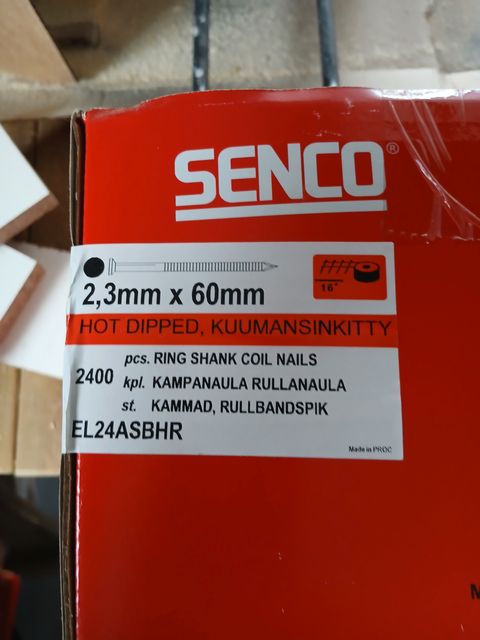 SENCO®
2,3mm x 60mm
16°
HOT DIPPED, KUUMANSINKITTY
2400 pcs. RING SHANK COIL NAILS
kpl. KAMPANAULA RULLANAULA
st. KAMMAD, RULLBANDSPIK
EL24ASBHR
Made in PROC